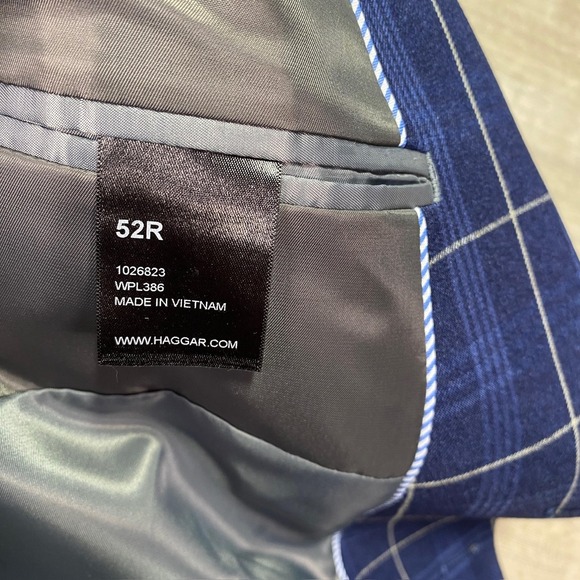 52R
1026823
WPL386
MADE IN VIETNAM
WWW.HAGGAR.COM